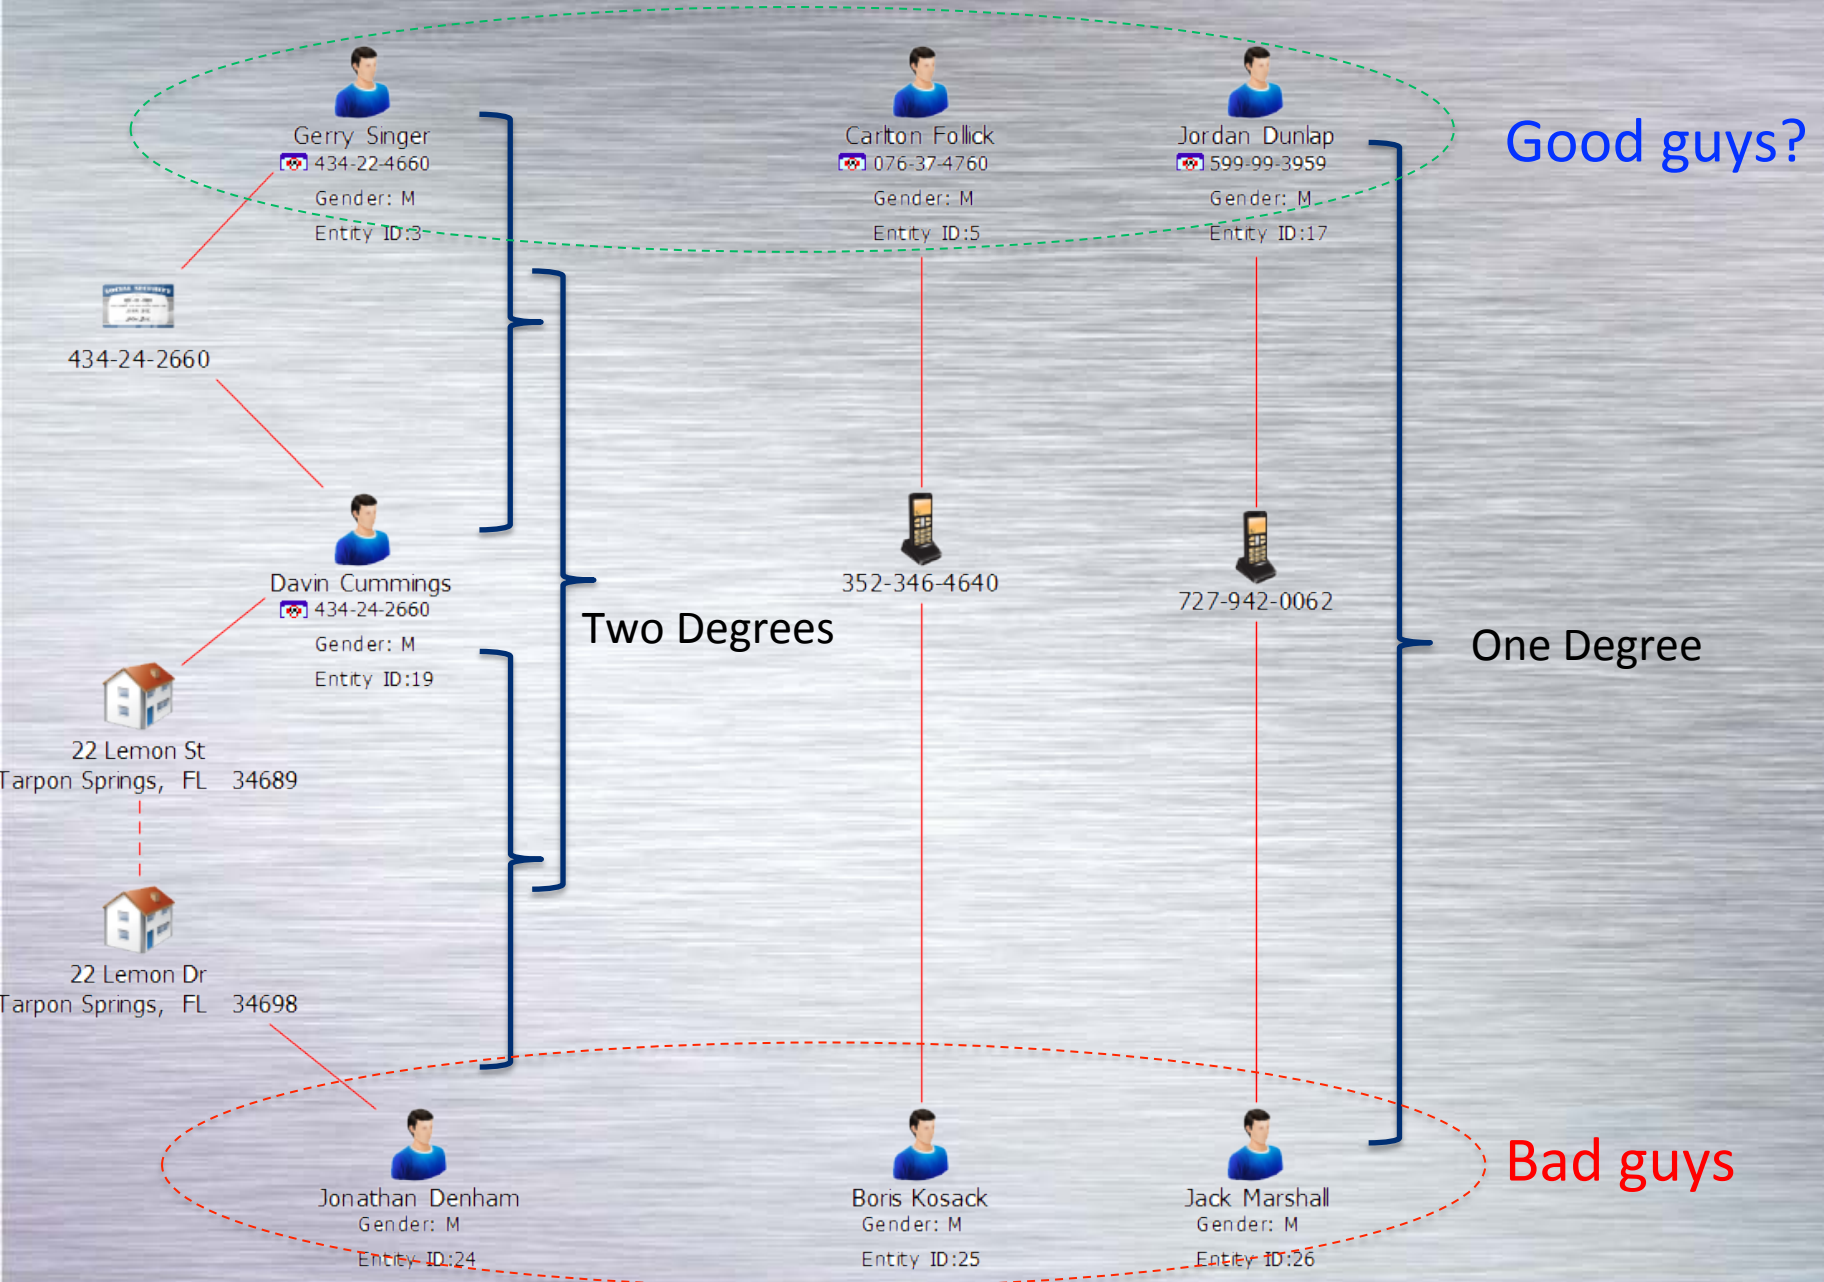 Gerry Singer
434-22-4660
Gender: M
Entity ID:3
Carlton Follick
076-37-4760
Gender: M
Entity ID:5
Jordan Dunlap
599-99-3959
Gender: M
Entity ID:17
Good guys?
SOCIAL SECURITY
434-24-2660
Davin Cummings
434-24-2660
Gender: M
Entity ID:19
Two Degrees
352-346-4640
727-942-0062
One Degree
22 Lemon St
Tarpon Springs, FL 34689
22 Lemon Dr
Tarpon Springs, FL 34698
Jonathan Denham
Gender: M
Entity ID:24
Boris Kosack
Gender: M
Entity ID:25
Jack Marshall
Gender: M
Entity ID:26
Bad guys